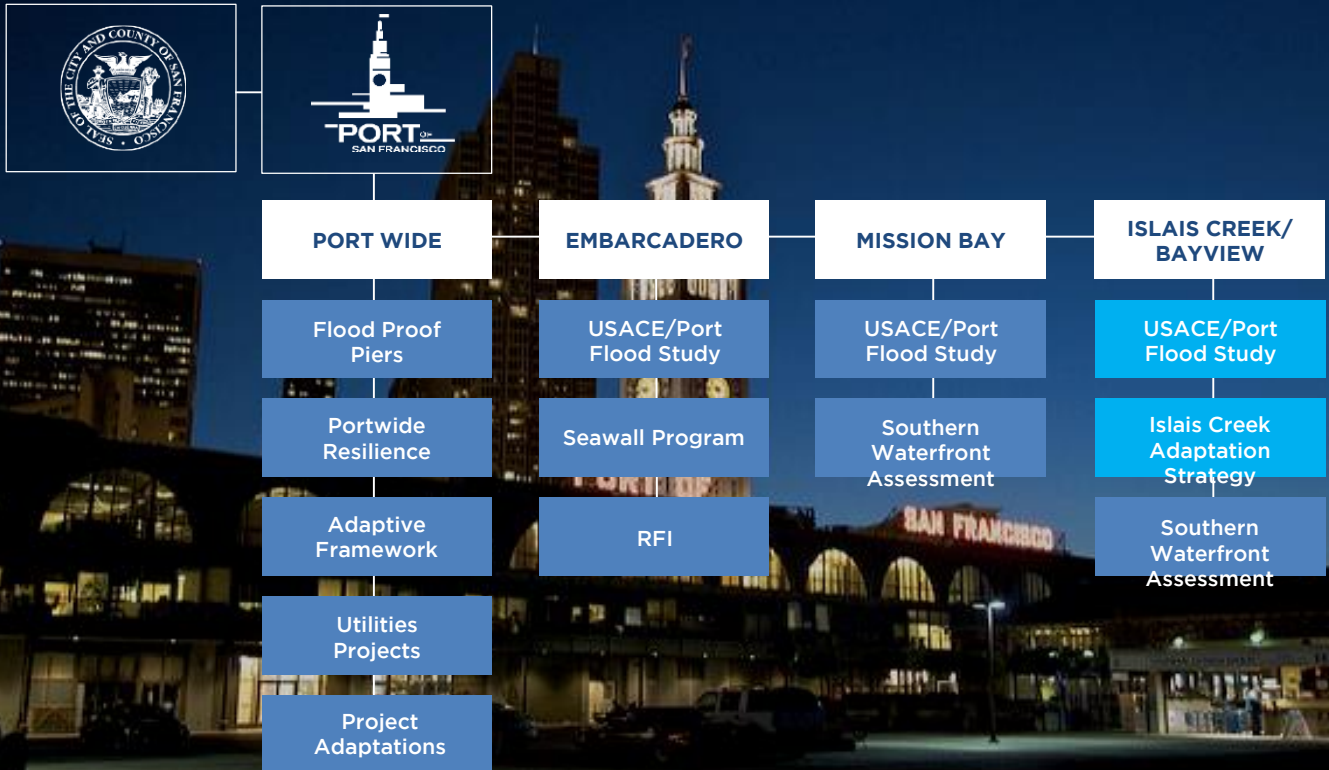 SEAL OF THE CITY AND COUNTY OF SAN FRANCISCO
PORT OF
SAN FRANCISCO
PORT WIDE
Flood Proof
Piers
Portwide
Resilience
Adaptive
Framework
Utilities
Projects
Project
Adaptations
EMBARCADERO
USACE/Port
Flood Study
Seawall Program
RFI
MISSION BAY
USACE/Port
Flood Study
Southern
Waterfront
Assessment
ISLAIS CREEK/
BAYVIEW
USACE/Port
Flood Study
Islais Creek
Adaptation
Strategy
Southern
Waterfront
Assessment
PORT OF
SAN FRANCISCO